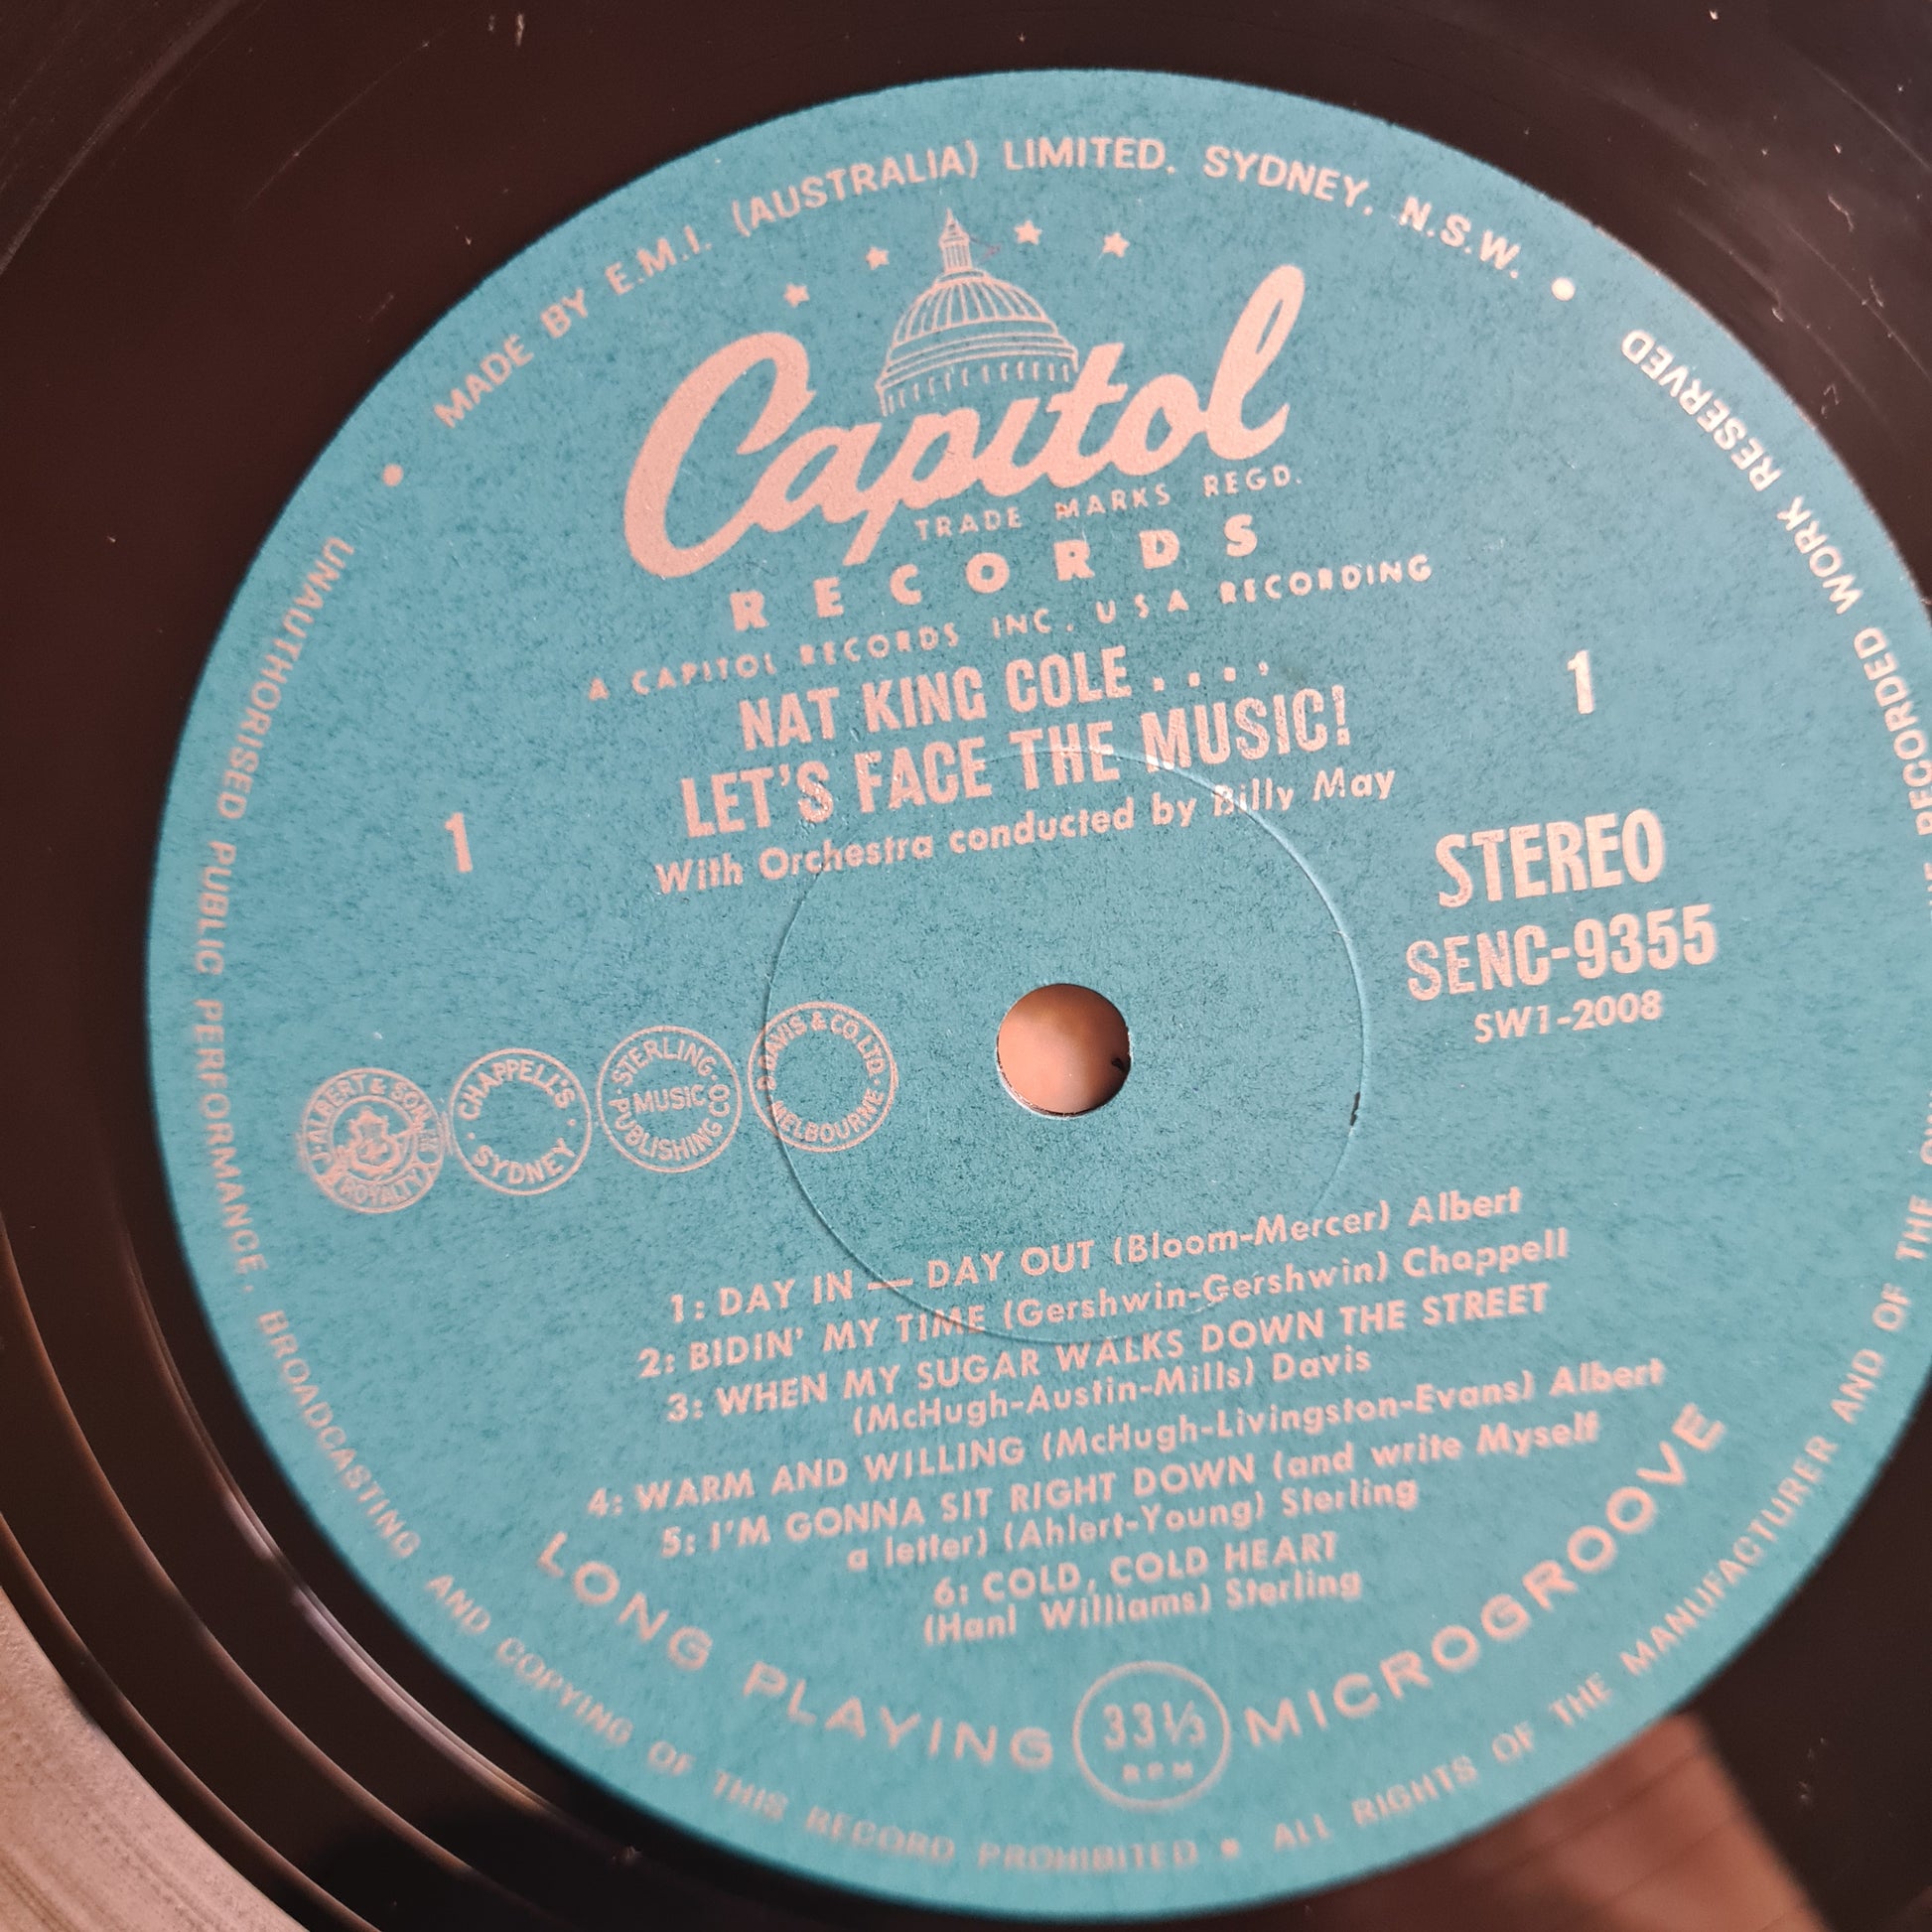 MADE BY E.M.I. (AUSTRALIA) LIMITED. SYDNEY, N.S.W. •
Capitol
TRADE MARKS REGD.
RECORDS
A CAPITOL RECORDS INC. USA RECORDING
NAT KING COLE . . . . ,
LET'S FACE THE MUSIC!
With Orchestra conducted by Billy May
1
1
STEREO
SENC-9355
SW1-2008
J. ALBERT & SON
ROYALTY
CHAPPELL'S
• SYDNEY •
• STERLING •
MUSIC
PUBLISHING CO
DAVIS & CO. LTD.
MELBOURNE
1: DAY IN — DAY OUT (Bloom-Mercer) Albert
2: BIDIN' MY TIME (Gershwin-Gershwin) Chappell
3: WHEN MY SUGAR WALKS DOWN THE STREET
(McHugh-Austin-Mills) Davis
4: WARM AND WILLING (McHugh-Livingston-Evans) Albert
5: I'M GONNA SIT RIGHT DOWN (and write Myself
a letter) (Ahlert-Young) Sterling
6: COLD, COLD HEART
(Hanl Williams) Sterling
LONG PLAYING
33⅓
RPM
MICROGROOVE
• UNAUTHORISED PUBLIC PERFORMANCE, BROADCASTING AND COPYING OF THIS RECORD PROHIBITED • ALL RIGHTS OF THE MANUFACTURER AND OF THE RECORDED WORK RESERVED